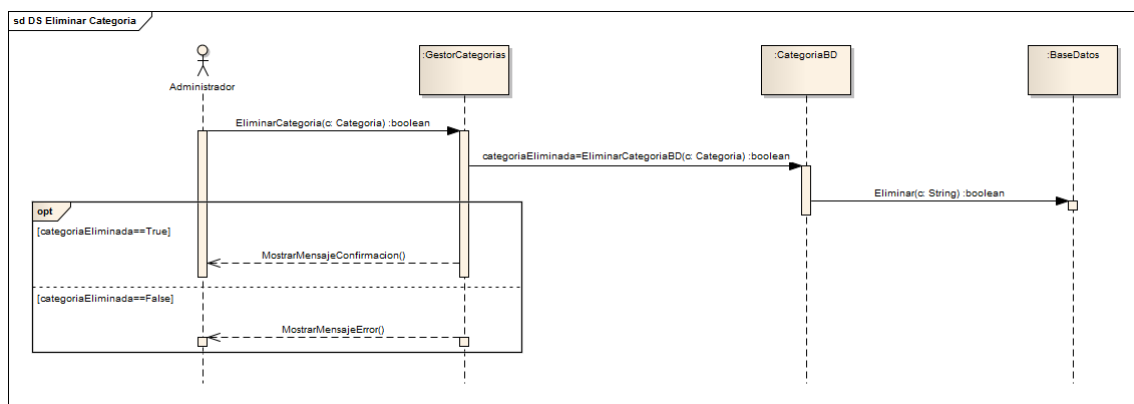 sd DS Eliminar Categoria
:GestorCategorias
:CategoriaBD
:BaseDatos
Administrador
EliminarCategoria(c: Categoria) :boolean
categoriaEliminada=EliminarCategoriaBD(c: Categoria) :boolean
Eliminar(c: String) :boolean
opt
[categoriaEliminada==True]
MostrarMensajeConfirmacion()
[categoriaEliminada==False]
MostrarMensajeError()